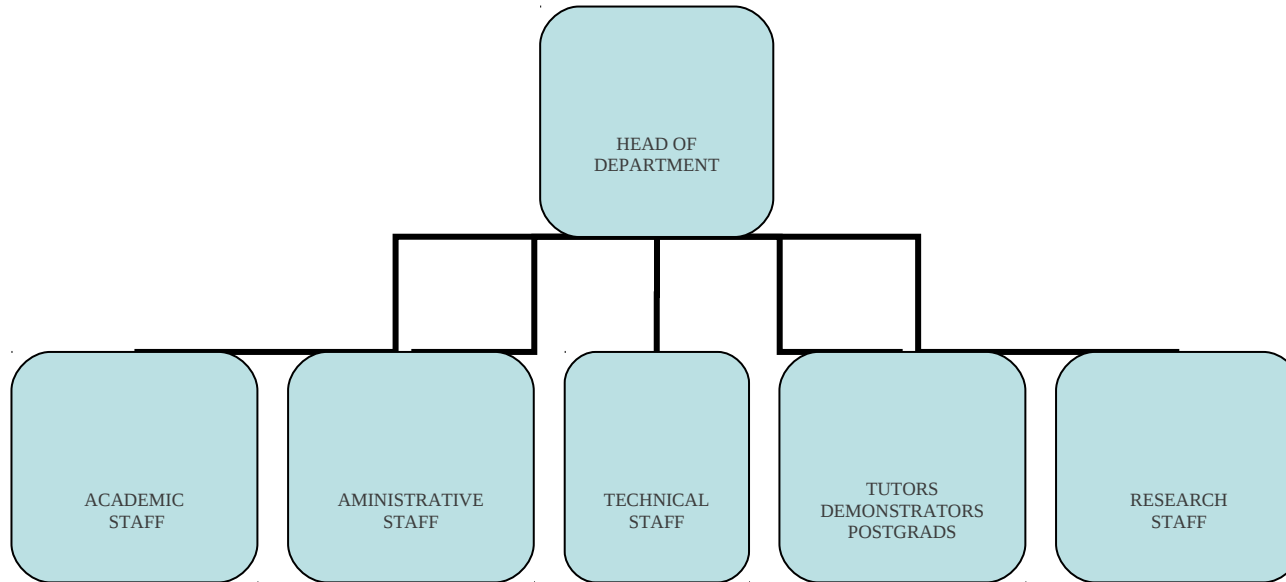 HEAD OF
DEPARTMENT
ACADEMIC
STAFF
AMINISTRATIVE
STAFF
TECHNICAL
STAFF
TUTORS
DEMONSTRATORS
POSTGRADS
RESEARCH
STAFF